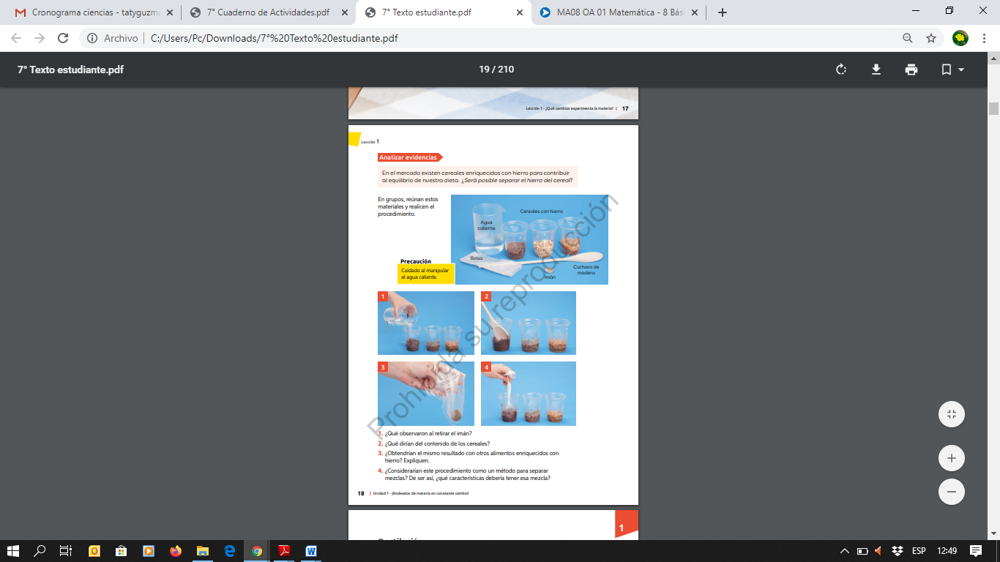 Cronograma ciencias - tatyguzma
7° Cuaderno de Actividades.pdf
7° Texto estudiante.pdf
MA08 OA 01 Matemática - 8 Bás
Archivo
C:/Users/Pc/Downloads/7°%20Texto%20estudiante.pdf
7° Texto estudiante.pdf
19 / 210
Lección 1 - ¿Qué cambios experimenta la materia? | 17
Lección 1
Analizar evidencias
En el mercado existen cereales enriquecidos con hierro para contribuir
al equilibrio de nuestra dieta. ¿Será posible separar el hierro del cereal?
En grupos, reúnan estos
materiales y realicen el
procedimiento.
Cereales con hierro
Agua
caliente
Bolsa
Cuchara de
madera
Imán
Precaución
Cuidado al manipular
el agua caliente.
1
2
3
4
Prohibida su reproducción
1. ¿Qué observaron al retirar el imán?
2. ¿Qué dirían del contenido de los cereales?
3. ¿Obtendrían el mismo resultado con otros alimentos enriquecidos con
hierro? Expliquen.
4. ¿Considerarían este procedimiento como un método para separar
mezclas? De ser así, ¿qué características debería tener esa mezcla?
18 | Unidad 1 - ¡Rodeados de materia en constante cambio!
1
ESP
12:49